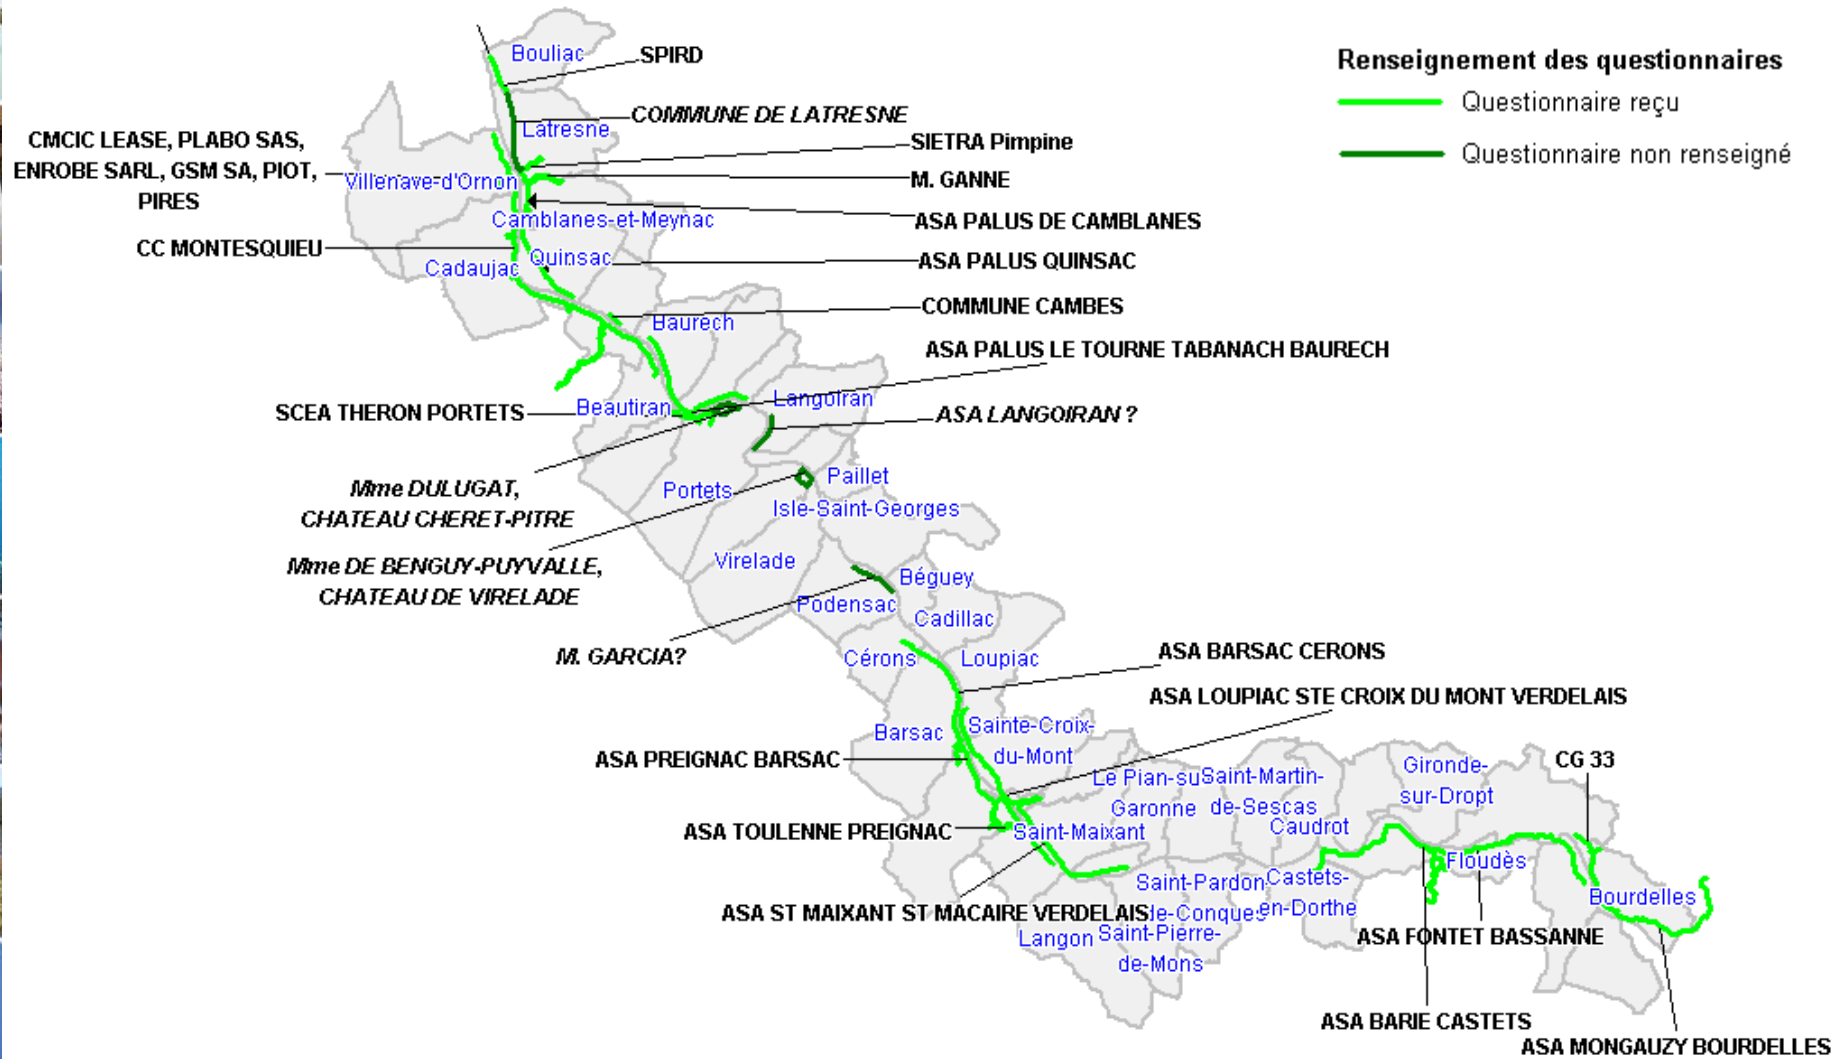 Bouliac
SPIRD
Renseignement des questionnaires
Questionnaire reçu
Questionnaire non renseigné
COMMUNE DE LATRESNE
Latresne
CMCIC LEASE, PLABO SAS,
ENROBE SARL, GSM SA, PIOT,
PIRES
SIETRA Pimpine
Villenave-d'Ornon
M. GANNE
Camblanes-et-Meynac
ASA PALUS DE CAMBLANES
CC MONTESQUIEU
Quinsac
ASA PALUS QUINSAC
Cadaujac
COMMUNE CAMBES
Baurech
ASA PALUS LE TOURNE TABANACH BAURECH
SCEA THERON PORTETS
Beautiran
Langoiran
ASA LANGOIRAN ?
Mme DULUGAT,
CHATEAU CHERET-PITRE
Portets
Paillet
Isle-Saint-Georges
Mme DE BENGUY-PUYVALLE,
CHATEAU DE VIRELADE
Virelade
Béguey
Podensac
Cadillac
M. GARCIA?
Cérons
Loupiac
ASA BARSAC CERONS
ASA LOUPIAC STE CROIX DU MONT VERDELAIS
Barsac
Sainte-Croix-
du-Mont
ASA PREIGNAC BARSAC
CG 33
Gironde-
sur-Dropt
Le Pian-su
Garonne
Saint-Martin-
de-Sescas
Caudrot
ASA TOULENNE PREIGNAC
Saint-Maixant
Floudès
Saint-Pardon
de-Conques
Castets-
en-Dorthe
Bourdelles
ASA ST MAIXANT ST MACAIRE VERDELAIS
Langon
Saint-Pierre-
de-Mons
ASA FONTET BASSANNE
ASA BARIE CASTETS
ASA MONGAUZY BOURDELLES